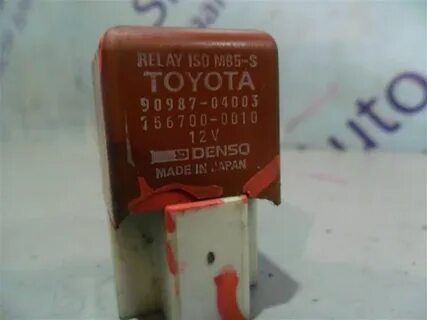 RELAY ISO M85-S
TOYOTA
90987-04003
156700-0010
12V
DENSO
MADE IN JAPAN